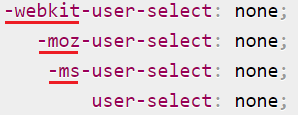 -webkit-user-select: none;
-moz-user-select: none;
-ms-user-select: none;
user-select: none;